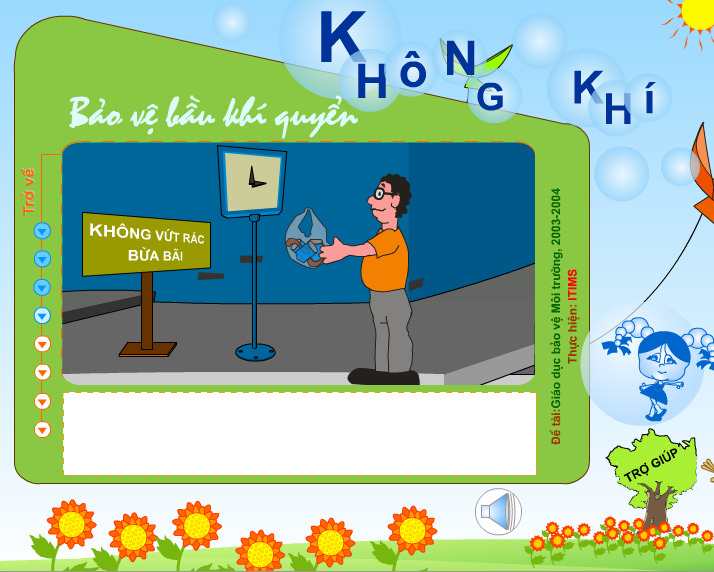 KHÔNG KHÍ
Bảo vệ bầu khí quyển
Trở về
KHÔNG VỨT RÁC
BỪA BÃI
Đề tài:Giáo dục bảo vệ Môi trường, 2003-2004
Thực hiện: ITIMS
TRỢ GIÚP